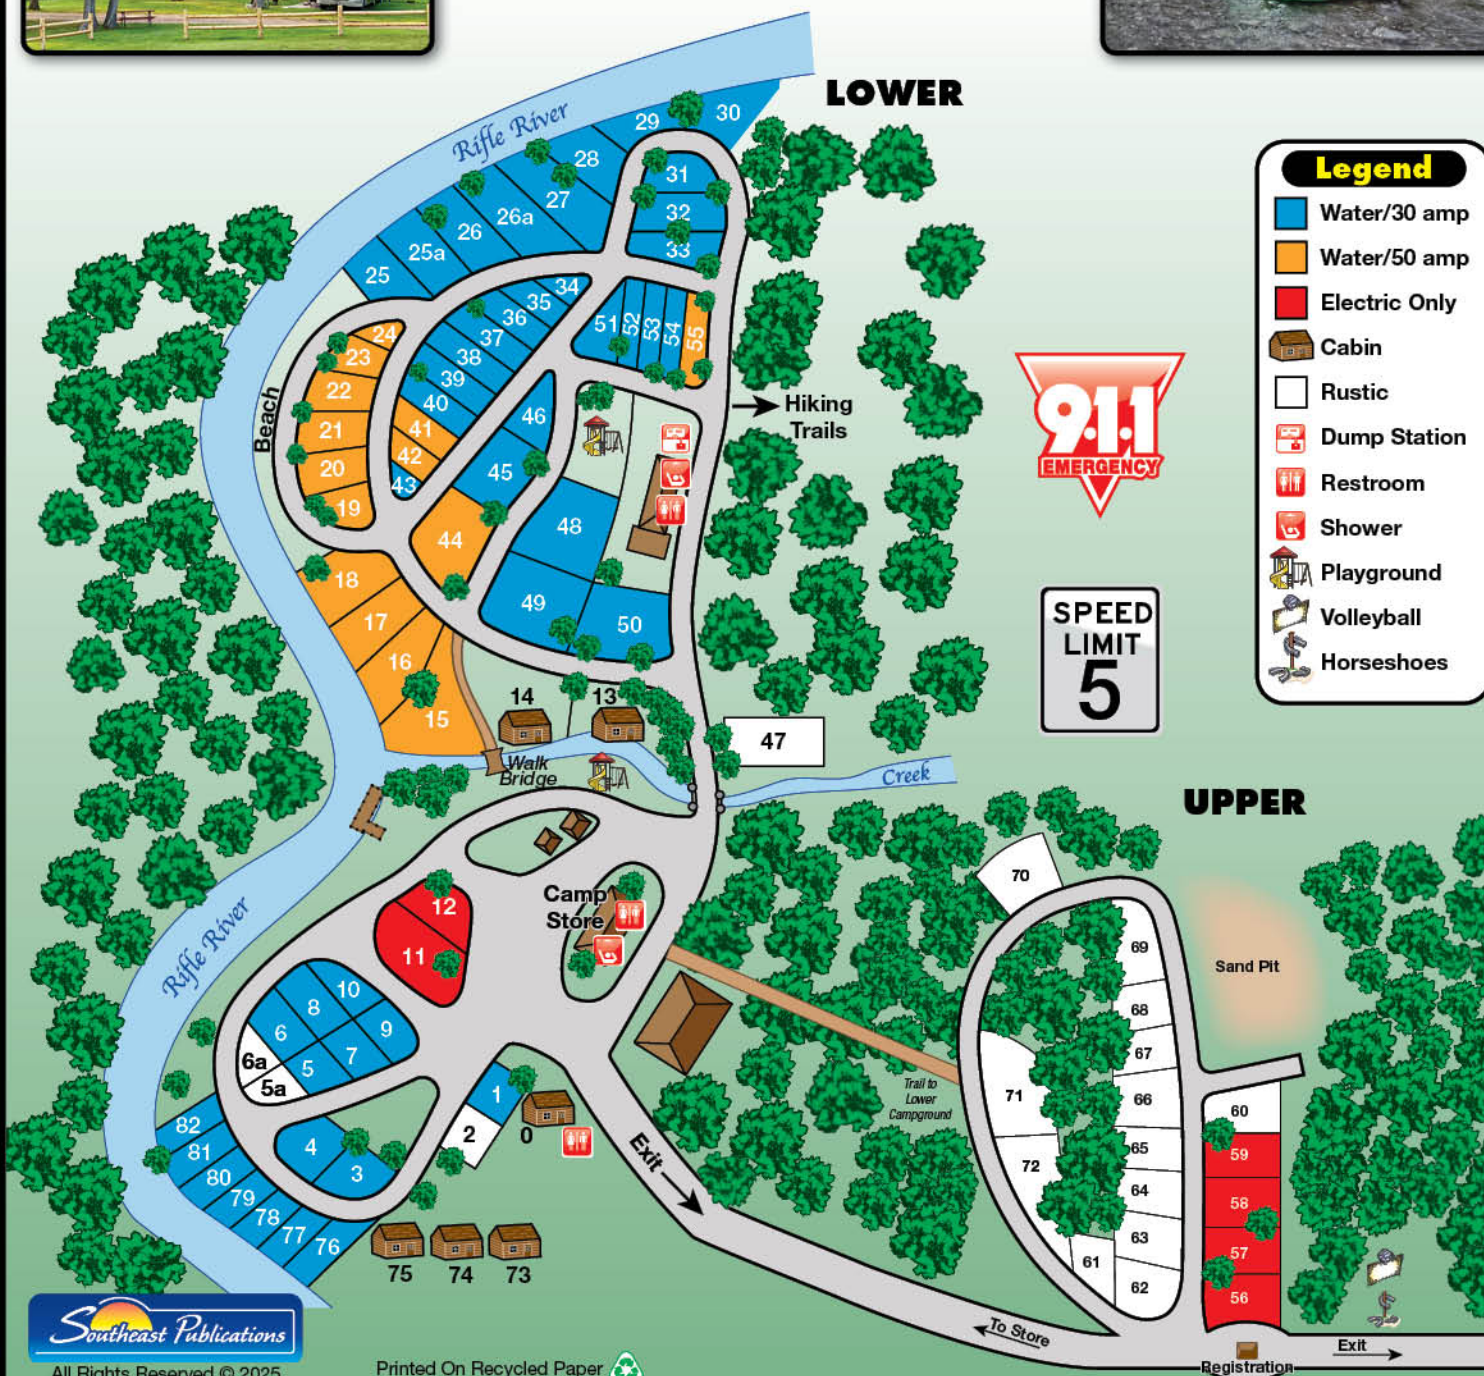 LOWER
Rifle River
29
30
28
31
27
32
26a
33
26
25a
25
34
35
36
37
38
39
40
41
42
43
51
52
53
54
55
24
23
22
21
20
19
Beach
46
45
44
48
49
50
Hiking
Trails
18
17
16
15
14
13
47
Walk
Bridge
Creek
Legend
Water/30 amp
Water/50 amp
Electric Only
Cabin
Rustic
Dump Station
Restroom
Shower
Playground
Volleyball
Horseshoes
9·1·1
EMERGENCY
SPEED
LIMIT
5
UPPER
Camp
Store
12
11
Rifle River
10
8
9
6
7
5
6a
5a
1
2
0
4
3
82
81
80
79
78
77
76
75
74
73
Exit
70
69
68
67
66
65
64
63
62
61
71
72
Sand Pit
60
59
58
57
56
Trail to
Lower
Campground
To Store
Exit
Registration
Southeast Publications
All Rights Reserved © 2025
Printed On Recycled Paper